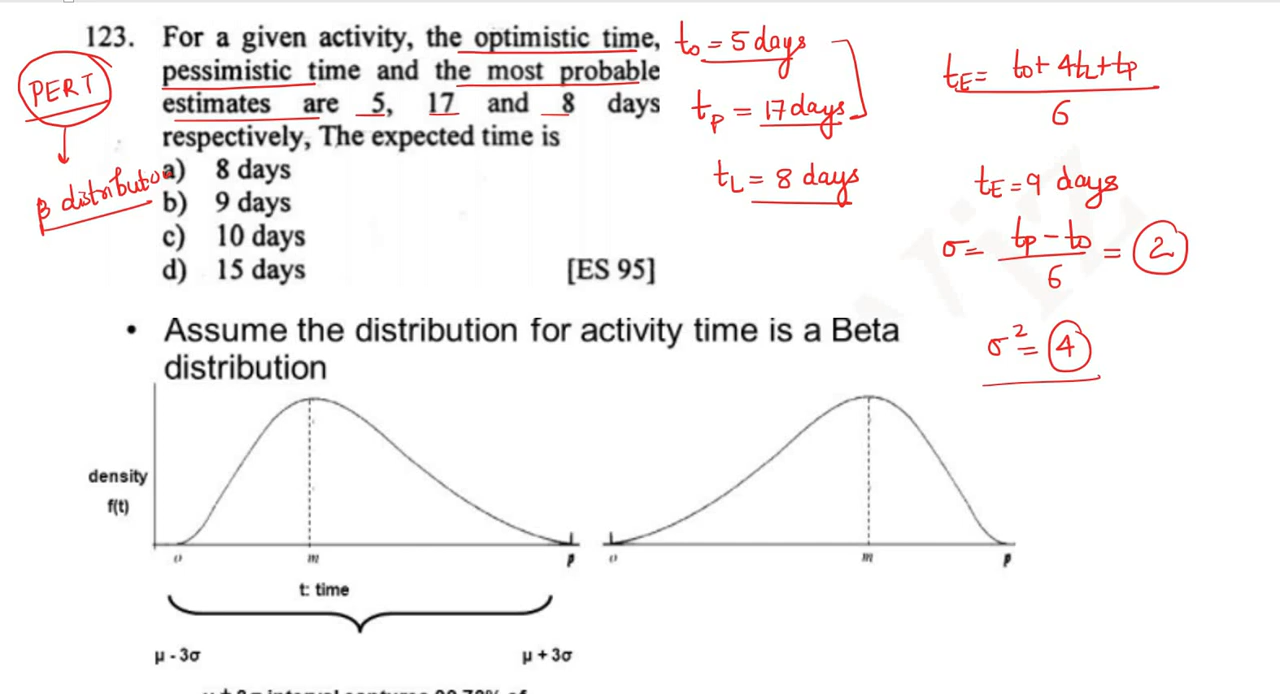 123. For a given activity, the optimistic time,
pessimistic time and the most probable
estimates are 5, 17 and 8 days
respectively, The expected time is
a) 8 days
b) 9 days
c) 10 days
d) 15 days [ES 95]
PERT
β distributo
to = 5 days
tp = 17 days
tL = 8 days
tE = to + 4tL + tp
6
tE = 9 days
σ = tp - to = 2
6
σ² = 4
• Assume the distribution for activity time is a Beta
distribution
density
f(t)
o m p
o m p
t: time
μ - 3σ μ + 3σ